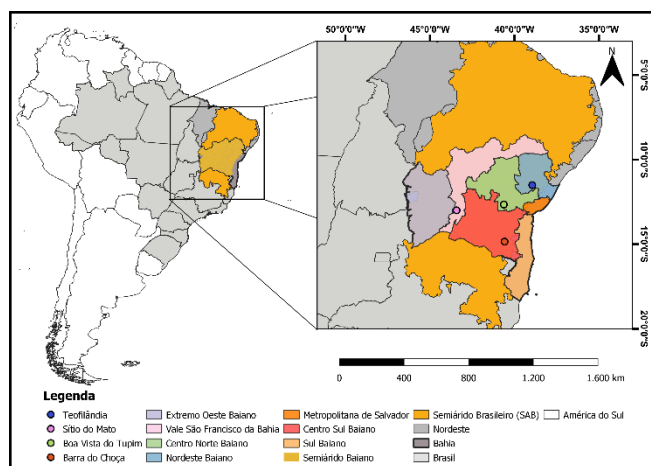 50°0'0"O 45°0'0"O 40°0'0"O 35°0'0"O
N
5°0'0"S
10°0'0"S
15°0'0"S
20°0'0"S
0 400 800 1.200 1.600 km
Legenda
Teofilândia Extremo Oeste Baiano Metropolitana de Salvador Semiárido Brasileiro (SAB) América do Sul
Sítio do Mato Vale São Francisco da Bahia Centro Sul Baiano Nordeste
Boa Vista do Tupim Centro Norte Baiano Sul Baiano Bahia
Barra do Choça Nordeste Baiano Semiárido Baiano Brasil